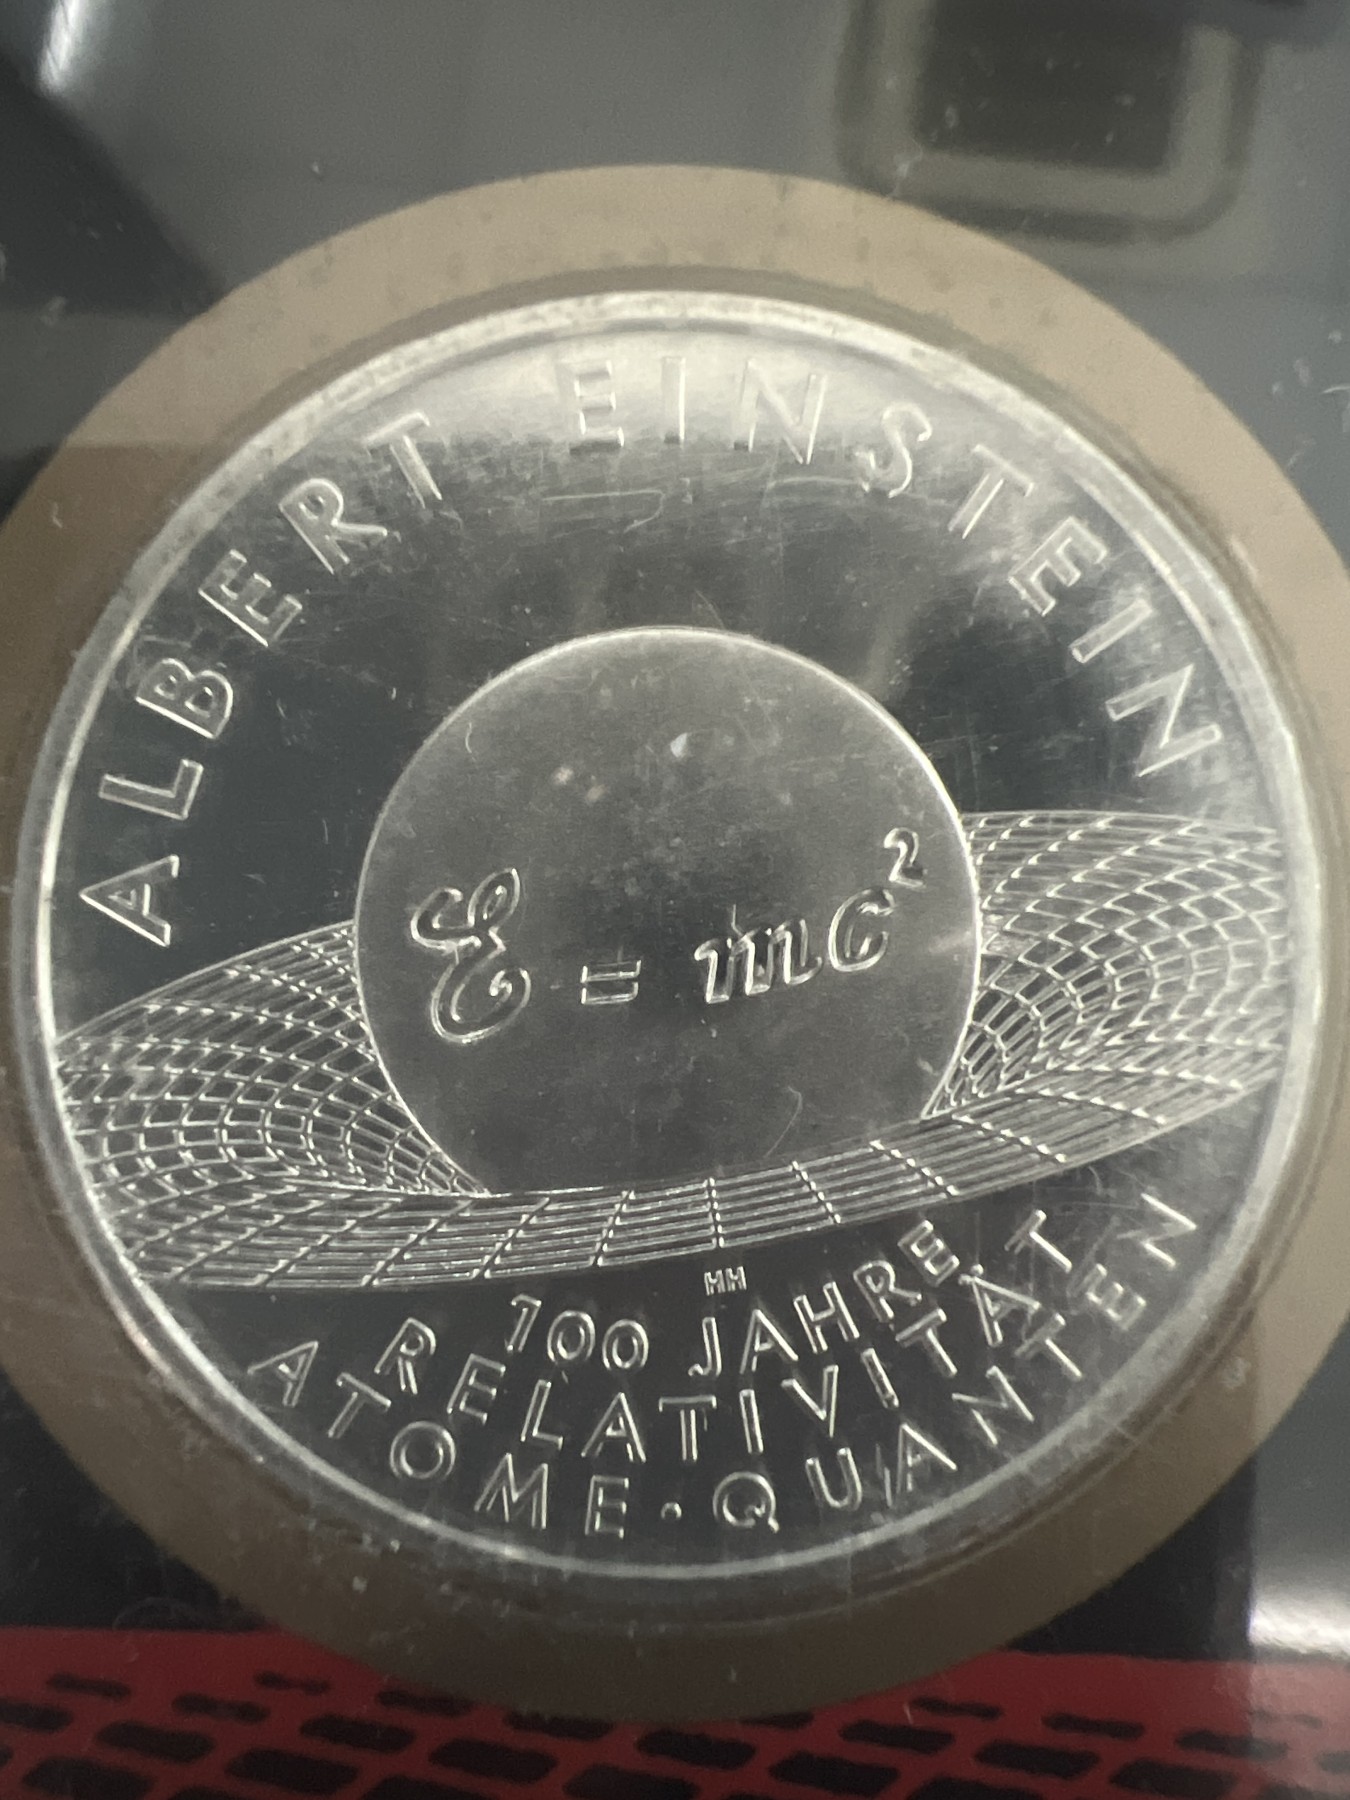 ALBERT EINSTEIN
E = mc²
HH
100 JAHRE
RELATIVITÄT
ATOME · QUANTEN